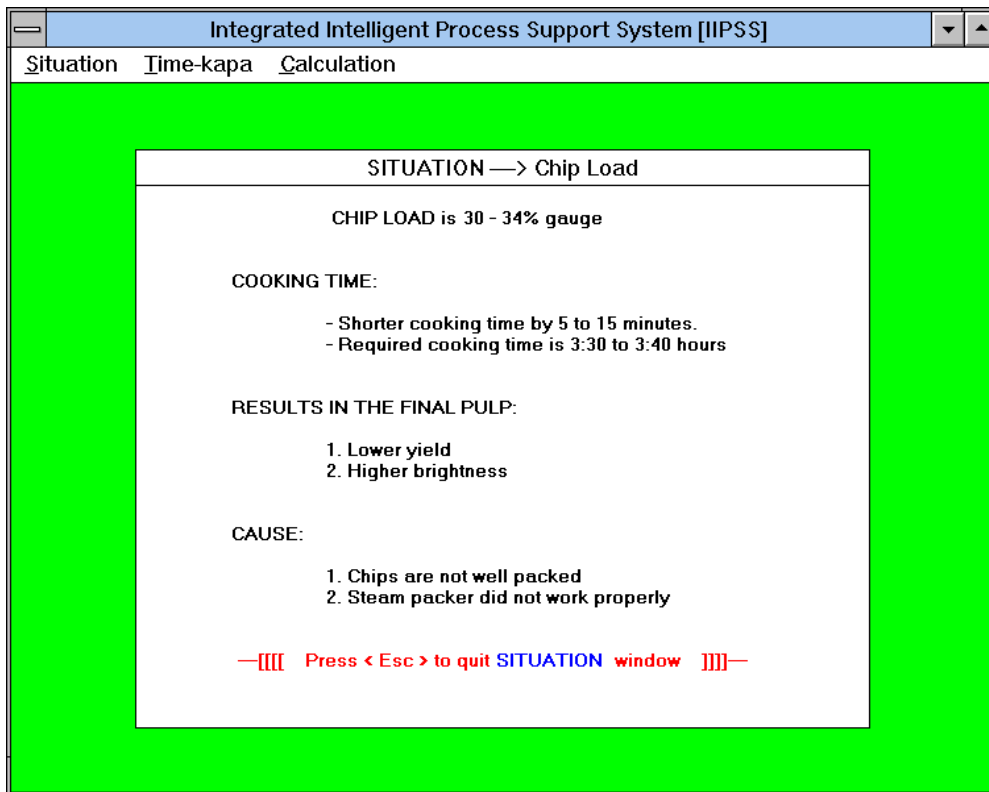 Integrated Intelligent Process Support System [IIPSS]
Situation Time-kapa Calculation
SITUATION —> Chip Load
CHIP LOAD is 30 - 34% gauge
COOKING TIME:
- Shorter cooking time by 5 to 15 minutes.
- Required cooking time is 3:30 to 3:40 hours
RESULTS IN THE FINAL PULP:
1. Lower yield
2. Higher brightness
CAUSE:
1. Chips are not well packed
2. Steam packer did not work properly
—[[[[ Press < Esc > to quit SITUATION window ]]]]—